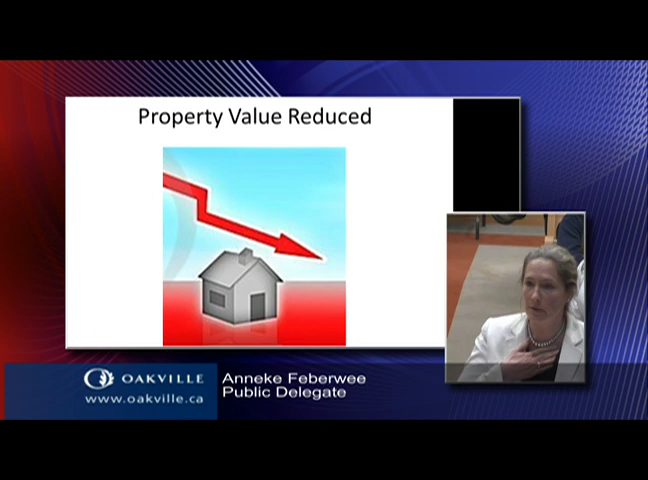 Property Value Reduced
OAKVILLE
www.oakville.ca
Anneke Feberwee
Public Delegate